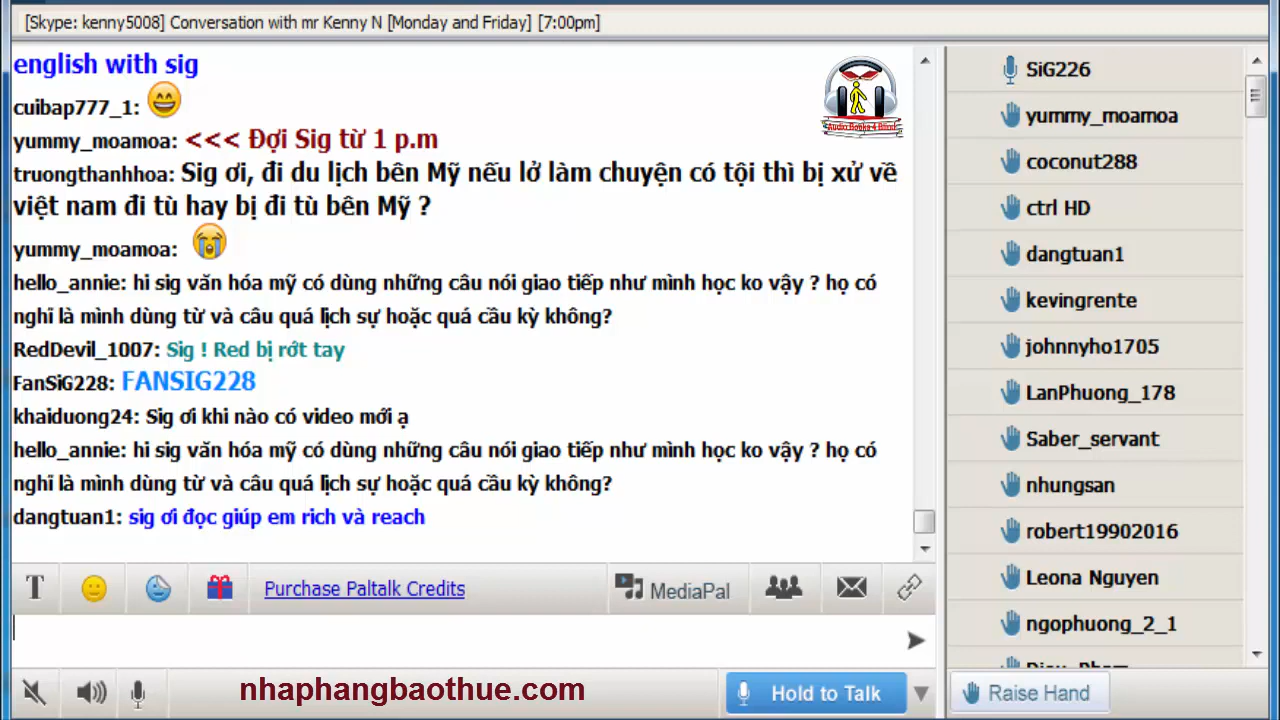 [Skype: kenny5008] Conversation with mr Kenny N [Monday and Friday] [7:00pm]
english with sig
cuibap777_1:
yummy_moamoa: <<< Đợi Sig từ 1 p.m
truongthanhhoa: Sig ơi, đi du lịch bên Mỹ nếu lở làm chuyện có tội thì bị xử về
việt nam đi tù hay bị đi tù bên Mỹ ?
yummy_moamoa:
hello_annie: hi sig văn hóa mỹ có dùng những câu nói giao tiếp như mình học ko vậy ? họ có
nghĩ là mình dùng từ và câu quá lịch sự hoặc quá cầu kỳ không?
RedDevil_1007: Sig ! Red bị rớt tay
FanSiG228: FANSIG228
khaiduong24: Sig ơi khi nào có video mới ạ
hello_annie: hi sig văn hóa mỹ có dùng những câu nói giao tiếp như mình học ko vậy ? họ có
nghĩ là mình dùng từ và câu quá lịch sự hoặc quá cầu kỳ không?
dangtuan1: sig ơi đọc giúp em rich và reach
Audio Books 4 Blind
T
Purchase Paltalk Credits
MediaPal
nhaphangbaothue.com
Hold to Talk
SiG226
yummy_moamoa
coconut288
ctrl HD
dangtuan1
kevingrente
johnnyho1705
LanPhuong_178
Saber_servant
nhungsan
robert19902016
Leona Nguyen
ngophuong_2_1
Raise Hand